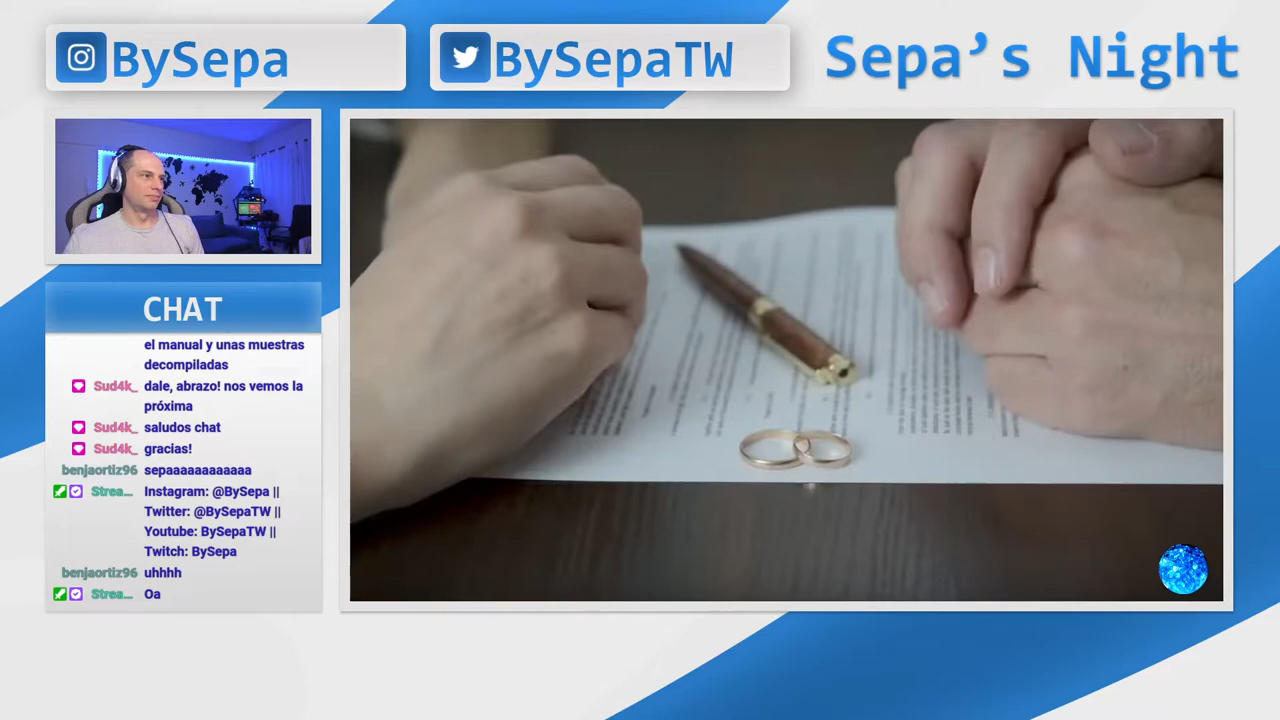 BySepa
BySepaTW
Sepa's Night
CHAT
el manual y unas muestras
decompiladas
Sud4k_ dale, abrazo! nos vemos la
próxima
Sud4k_ saludos chat
Sud4k_ gracias!
benjaortiz96 sepaaaaaaaaaaaa
Strea... Instagram: @BySepa ||
Twitter: @BySepaTW ||
Youtube: BySepaTW ||
Twitch: BySepa
benjaortiz96 uhhhh
Strea... Oa